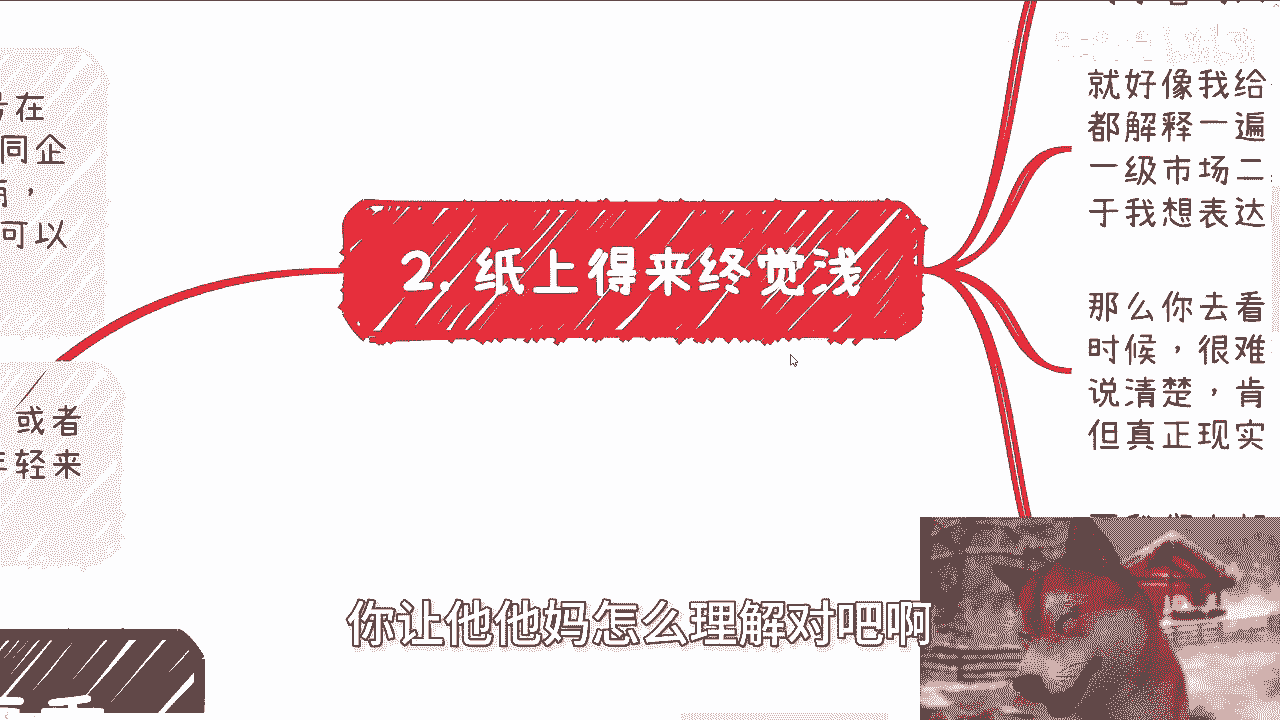 号在
同企
可以
或者
年轻来
2. 纸上得来终觉浅
就好像我给
都解释一遍
一级市场二
于我想表达
那么你去看
时候，很难
说清楚，肯
但真正现实
你让他他妈怎么理解对吧啊